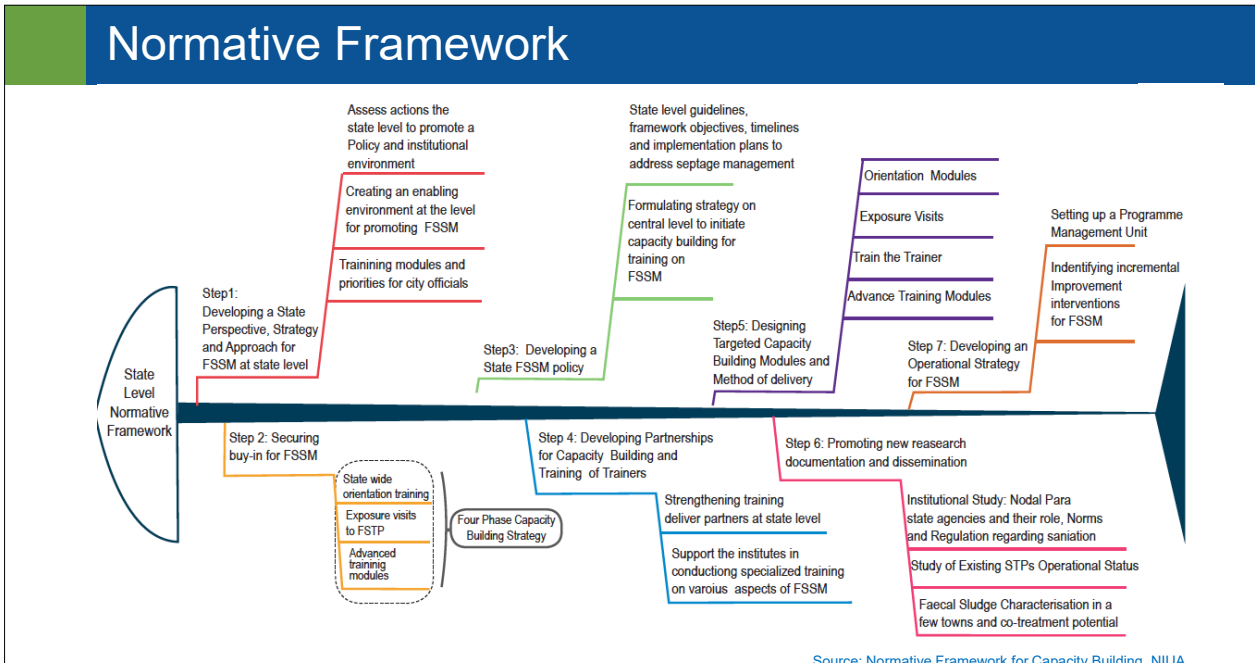 Normative Framework
Assess actions the
state level to promote a
Policy and institutional
environment
Creating an enabling
environment at the level
for promoting FSSM
Trainining modules and
priorities for city officials
Step1:
Developing a State
Perspective, Strategy
and Approach for
FSSM at state level
State level guidelines,
framework objectives, timelines
and implementation plans to
address septage management
Formulating strategy on
central level to initiate
capacity building for
training on
FSSM
Step3: Developing a
State FSSM policy
Orientation Modules
Exposure Visits
Train the Trainer
Advance Training Modules
Step5: Designing
Targeted Capacity
Building Modules and
Method of delivery
Setting up a Programme
Management Unit
Indentifying incremental
Improvement
interventions
for FSSM
Step 7: Developing an
Operational Strategy
for FSSM
State
Level
Normative
Framework
Step 2: Securing
buy-in for FSSM
State wide
orientation training
Exposure visits
to FSTP
Advanced
traininig
modules
Four Phase Capacity
Building Strategy
Step 4: Developing Partnerships
for Capacity Building and
Training of Trainers
Strengthening training
deliver partners at state level
Support the institutes in
conductiong specialized training
on varoius aspects of FSSM
Step 6: Promoting new reasearch
documentation and dissemination
Institutional Study: Nodal Para
state agencies and their role, Norms
and Regulation regarding saniation
Study of Existing STPs Operational Status
Faecal Sludge Characterisation in a
few towns and co-treatment potential
Source: Normative Framework for Capacity Building, NIUA